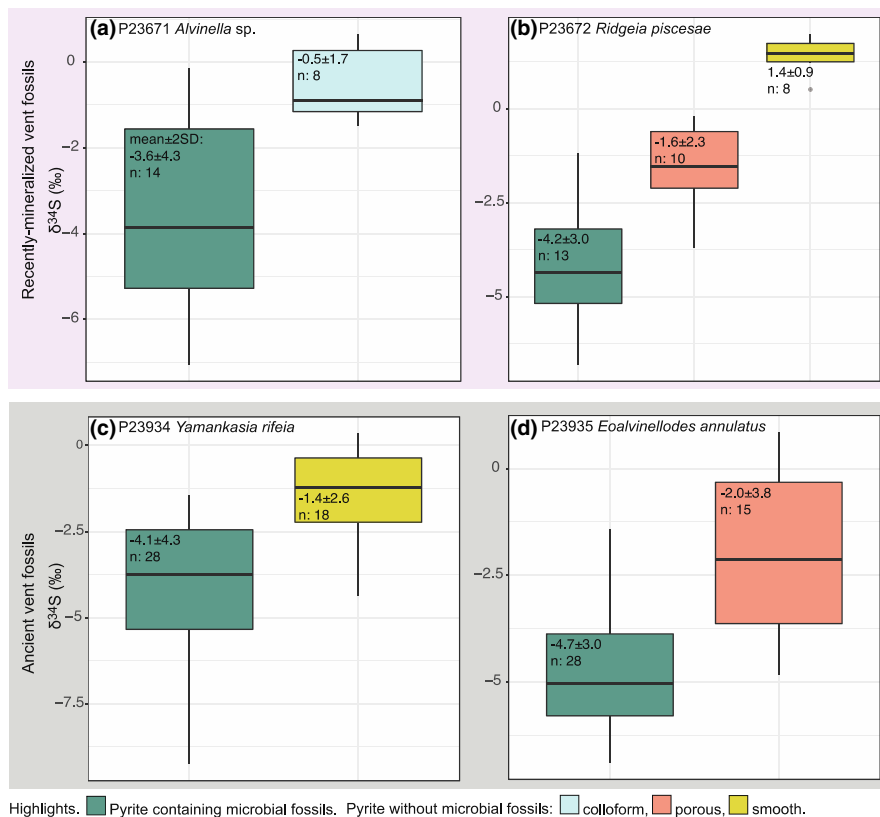 (a) P23671 Alvinella sp.
0
−2
−4
−6
Recently-mineralized vent fossils
δ³⁴S (‰)
mean±2SD:
-3.6±4.3
n: 14
-0.5±1.7
n: 8
(b) P23672 Ridgeia piscesae
0
−2.5
−5
-4.2±3.0
n: 13
-1.6±2.3
n: 10
1.4±0.9
n: 8
(c) P23934 Yamankasia rifeia
0
−2.5
−5
−7.5
Ancient vent fossils
δ³⁴S (‰)
-4.1±4.3
n: 28
-1.4±2.6
n: 18
(d) P23935 Eoalvinellodes annulatus
0
−2.5
−5
-4.7±3.0
n: 28
-2.0±3.8
n: 15
Highlights. Pyrite containing microbial fossils. Pyrite without microbial fossils: colloform, porous, smooth.